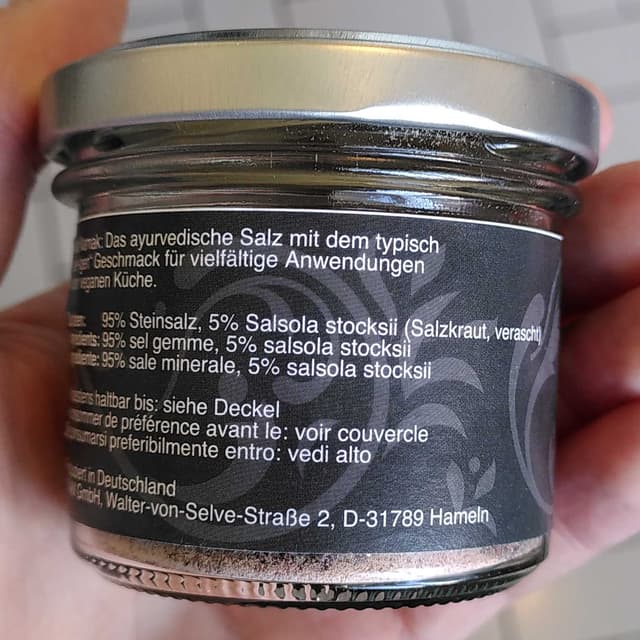 Das ayurvedische Salz mit dem typisch
Geschmack für vielfältige Anwendungen
veganen Küche.
95% Steinsalz, 5% Salsola stocksii (Salzkraut, verascht)
95% sel gemme, 5% salsola stocksii
95% sale minerale, 5% salsola stocksii
haltbar bis: siehe Deckel
de préférence avant le: voir couvercle
preferibilmente entro: vedi alto
in Deutschland
GmbH, Walter-von-Selve-Straße 2, D-31789 Hameln